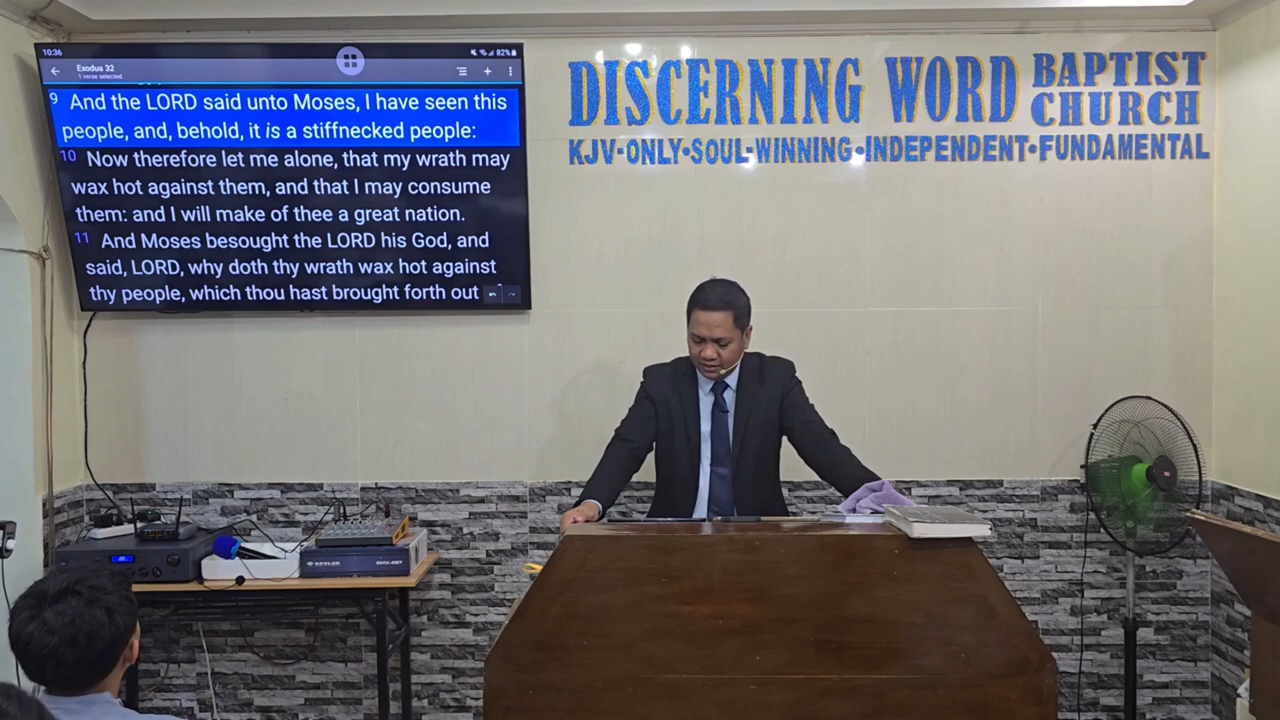 10:36
82%
Exodus 32
1 verse selected
9 And the LORD said unto Moses, I have seen this
people, and, behold, it is a stiffnecked people:
10 Now therefore let me alone, that my wrath may
wax hot against them, and that I may consume
them: and I will make of thee a great nation.
11 And Moses besought the LORD his God, and
said, LORD, why doth thy wrath wax hot against
thy people, which thou hast brought forth out
DISCERNING WORD BAPTIST
CHURCH
KJV-ONLY•SOUL-WINNING•INDEPENDENT•FUNDAMENTAL
KEVLER